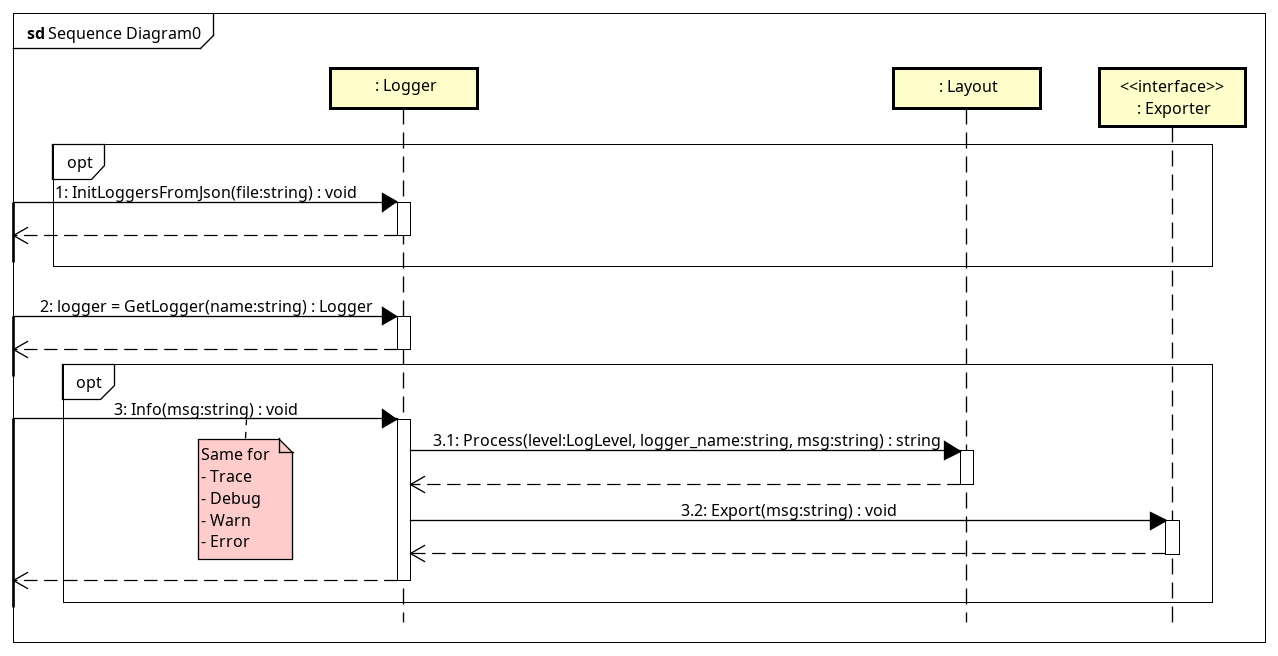 sd Sequence Diagram0
: Logger
: Layout
<<interface>>
: Exporter
opt
1: InitLoggersFromJson(file:string) : void
2: logger = GetLogger(name:string) : Logger
opt
3: Info(msg:string) : void
3.1: Process(level:LogLevel, logger_name:string, msg:string) : string
Same for
- Trace
- Debug
- Warn
- Error
3.2: Export(msg:string) : void